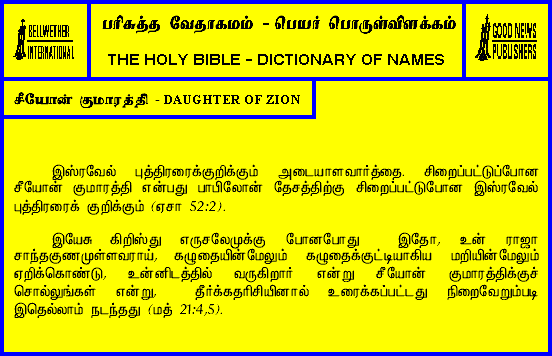 BELLWETHER
INTERNATIONAL
பரிசுத்த வேதாகமம் - பெயர் பொருள்விளக்கம்
THE HOLY BIBLE - DICTIONARY OF NAMES
GOOD NEWS
PUBLISHERS
சீயோன் குமாரத்தி - DAUGHTER OF ZION
இஸ்ரவேல் புத்திரரைக்குறிக்கும் அடையாளவார்த்தை. சிறைப்பட்டுப்போன
சீயோன் குமாரத்தி என்பது பாபிலோன் தேசத்திற்கு சிறைப்பட்டுபோன இஸ்ரவேல்
புத்திரரைக் குறிக்கும் (ஏசா 52:2).
இயேசு கிறிஸ்து எருசலேமுக்கு போனபோது இதோ, உன் ராஜா
சாந்தகுணமுள்ளவராய், கழுதையின்மேலும் கழுதைக்குட்டியாகிய மறியின்மேலும்
ஏறிக்கொண்டு, உன்னிடத்தில் வருகிறார் என்று சீயோன் குமாரத்திக்குச்
சொல்லுங்கள் என்று, தீர்க்கதரிசியினால் உரைக்கப்பட்டது நிறைவேறும்படி
இதெல்லாம் நடந்தது (மத் 21:4,5).